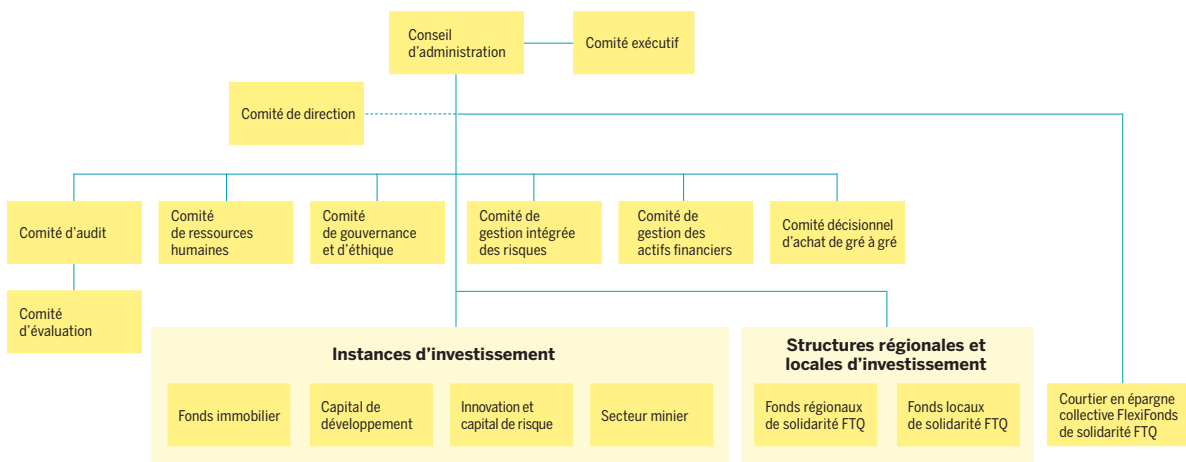 Conseil
d'administration
Comité exécutif
Comité de direction
Comité d'audit
Comité
de ressources
humaines
Comité
de gouvernance
et d'éthique
Comité de
gestion intégrée
des risques
Comité de
gestion des
actifs financiers
Comité décisionnel
d'achat de gré à gré
Comité
d'évaluation
Instances d'investissement
Fonds immobilier
Capital de
développement
Innovation et
capital de risque
Secteur minier
Structures régionales et
locales d'investissement
Fonds régionaux
de solidarité FTQ
Fonds locaux
de solidarité FTQ
Courtier en épargne
collective FlexiFonds
de solidarité FTQ